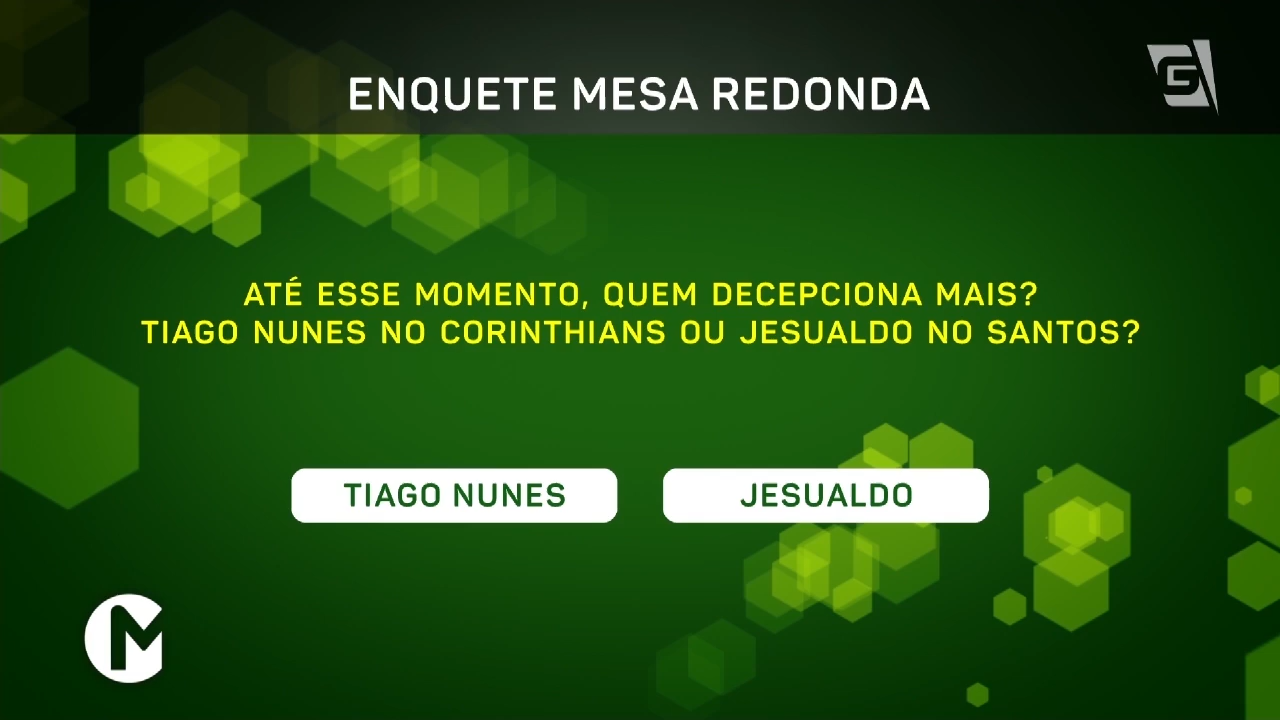 ENQUETE MESA REDONDA
ATÉ ESSE MOMENTO, QUEM DECEPCIONA MAIS?
TIAGO NUNES NO CORINTHIANS OU JESUALDO NO SANTOS?
TIAGO NUNES
JESUALDO